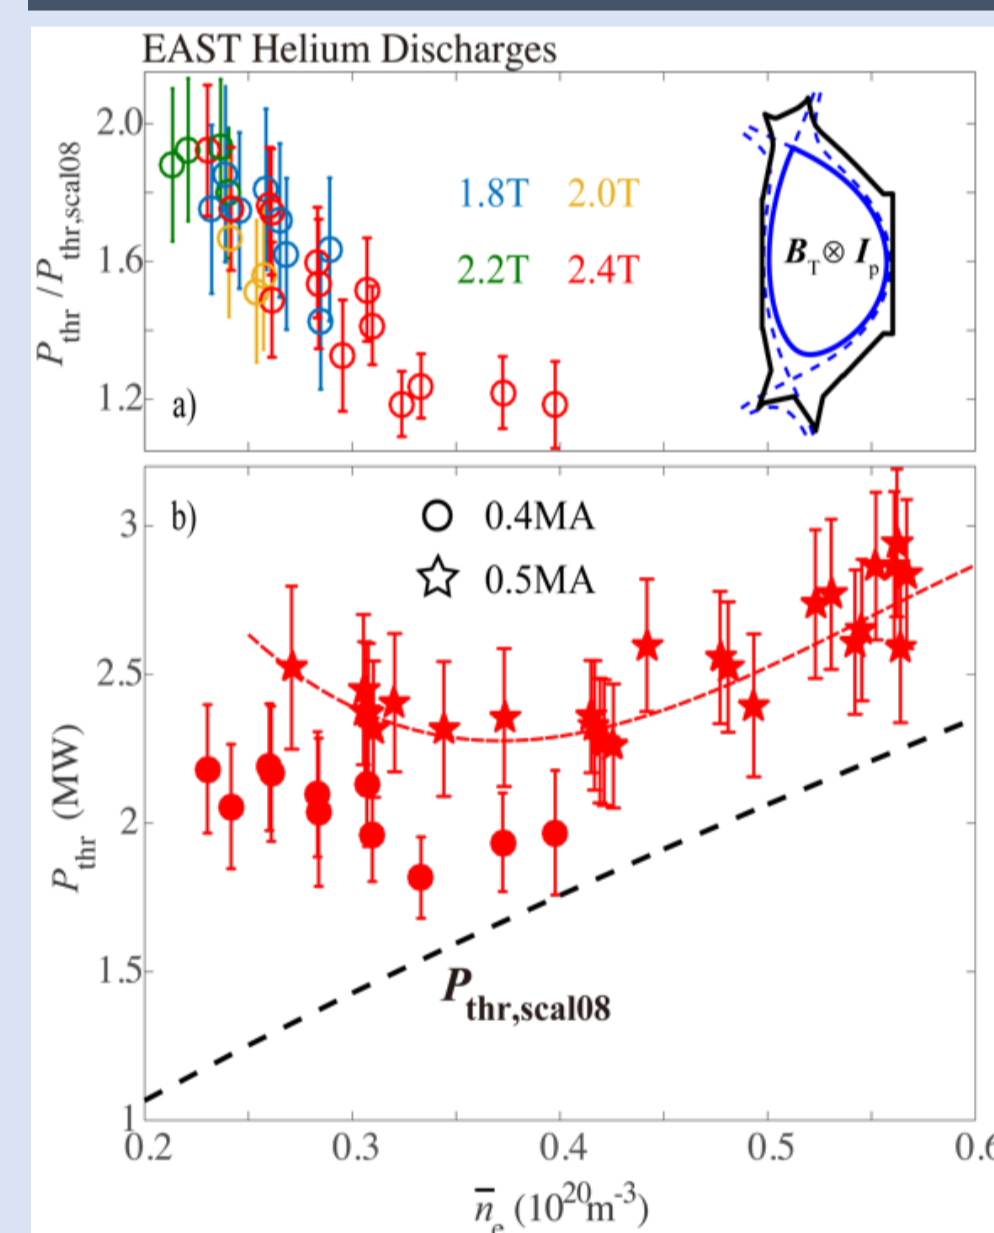 EAST Helium Discharges
P_thr / P_thr,scal08
2.0
1.6
1.2
1.8T 2.0T
2.2T 2.4T
B_T ⊗ I_p
a)
b)
0.4MA
0.5MA
P_thr (MW)
3
2.5
2
1.5
1
P_thr,scal08
0.2 0.3 0.4 0.5 0.6
n̅_e (10^20 m^-3)